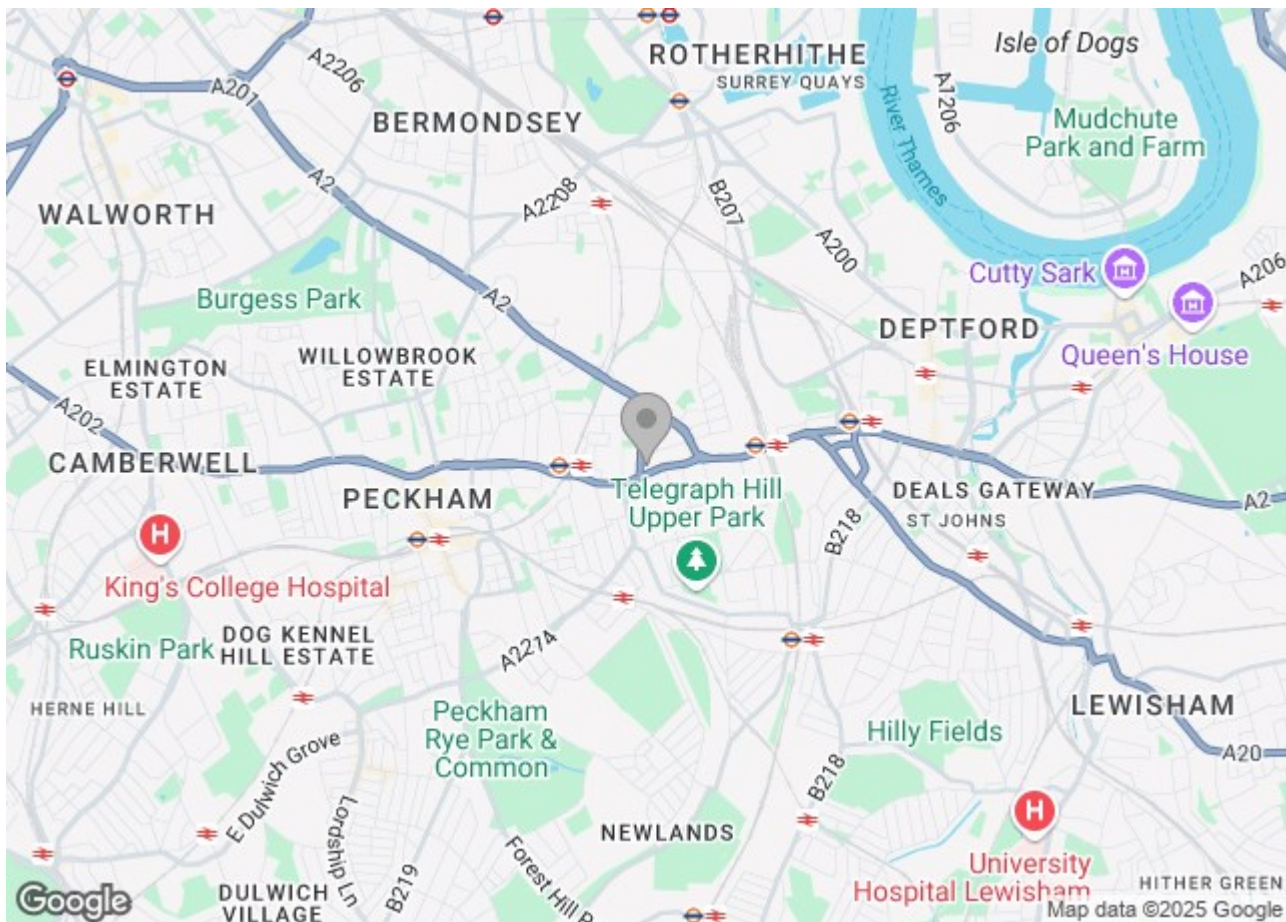 ROTHERHITHE
SURREY QUAYS
Isle of Dogs
A2206
A201
BERMONDSEY
River Thames
A1206
Mudchute
Park and Farm
A2
A2208
B207
A200
WALWORTH
Burgess Park
A2
Cutty Sark
A206
DEPTFORD
Queen's House
ELMINGTON
ESTATE
WILLOWBROOK
ESTATE
A202
CAMBERWELL
PECKHAM
Telegraph Hill
Upper Park
DEALS GATEWAY
ST JOHNS
A2
B218
H
King's College Hospital
Ruskin Park
DOG KENNEL
HILL ESTATE
A2214
HERNE HILL
Peckham
Rye Park &
Common
Hilly Fields
LEWISHAM
A20
E Dulwich Grove
Lordship Ln
B219
B218
NEWLANDS
H
University
Hospital Lewisham
HITHER GREEN
DULWICH
VILLAGE
Forest Hill R
Google
Map data ©2025 Google